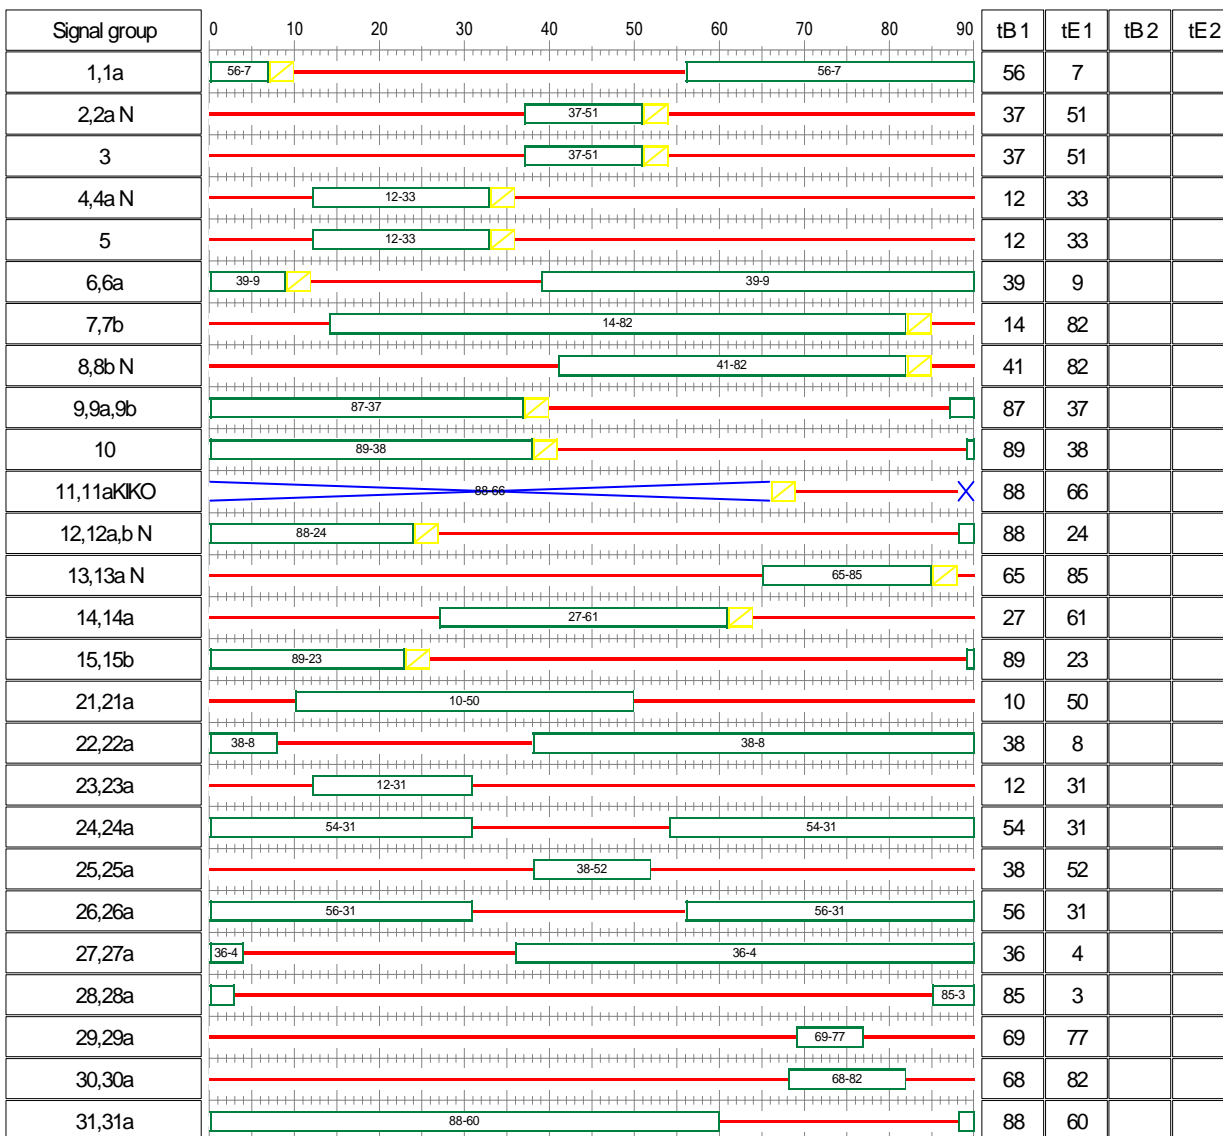 Signal group 0 10 20 30 40 50 60 70 80 90 tB1 tE1 tB2 tE2
1,1a 56-7 56-7 56 7
2,2a N 37-51 37 51
3 37-51 37 51
4,4a N 12-33 12 33
5 12-33 12 33
6,6a 39-9 39-9 39 9
7,7b 14-82 14 82
8,8b N 41-82 41 82
9,9a,9b 87-37 87 37
10 89-38 89 38
11,11aKIKO 88-66 88 66
12,12a,b N 88-24 88 24
13,13a N 65-85 65 85
14,14a 27-61 27 61
15,15b 89-23 89 23
21,21a 10-50 10 50
22,22a 38-8 38-8 38 8
23,23a 12-31 12 31
24,24a 54-31 54-31 54 31
25,25a 38-52 38 52
26,26a 56-31 56-31 56 31
27,27a 36-4 36-4 36 4
28,28a 85-3 85 3
29,29a 69-77 69 77
30,30a 68-82 68 82
31,31a 88-60 88 60